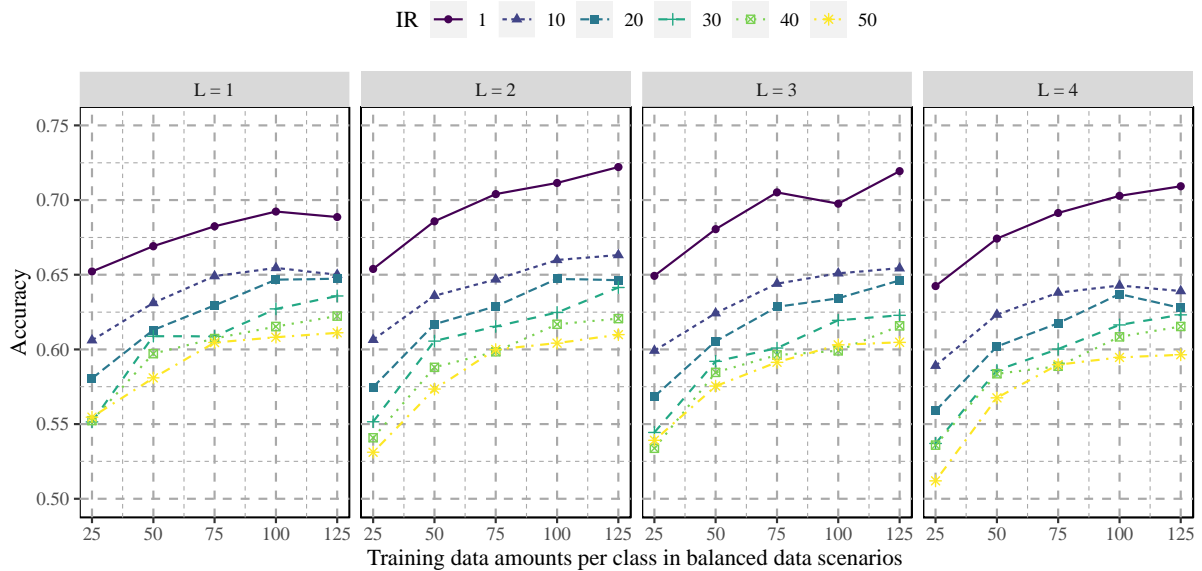 IR 1 10 20 30 40 50
L = 1 L = 2 L = 3 L = 4
0.75
0.70
0.65
0.60
0.55
0.50
Accuracy
25 50 75 100 125 25 50 75 100 125 25 50 75 100 125 25 50 75 100 125
Training data amounts per class in balanced data scenarios